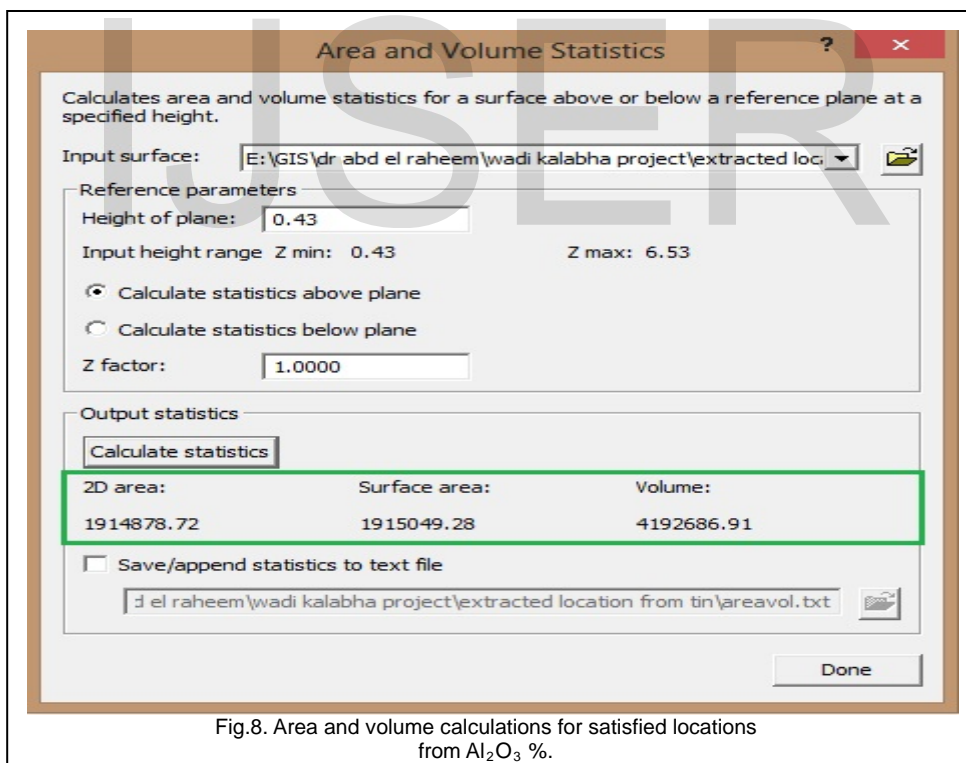 IJSER
Area and Volume Statistics ? ×
Calculates area and volume statistics for a surface above or below a reference plane at a
specified height.
Input surface: E:\GIS\dr abd el raheem\wadi kalabha project\extracted loc
Reference parameters
Height of plane: 0.43
Input height range Z min: 0.43 Z max: 6.53
Calculate statistics above plane
Calculate statistics below plane
Z factor: 1.0000
Output statistics
Calculate statistics
2D area: Surface area: Volume:
1914878.72 1915049.28 4192686.91
Save/append statistics to text file
d el raheem\wadi kalabha project\extracted location from tin\areavol.txt
Done
Fig.8. Area and volume calculations for satisfied locations
from Al₂O₃ %.